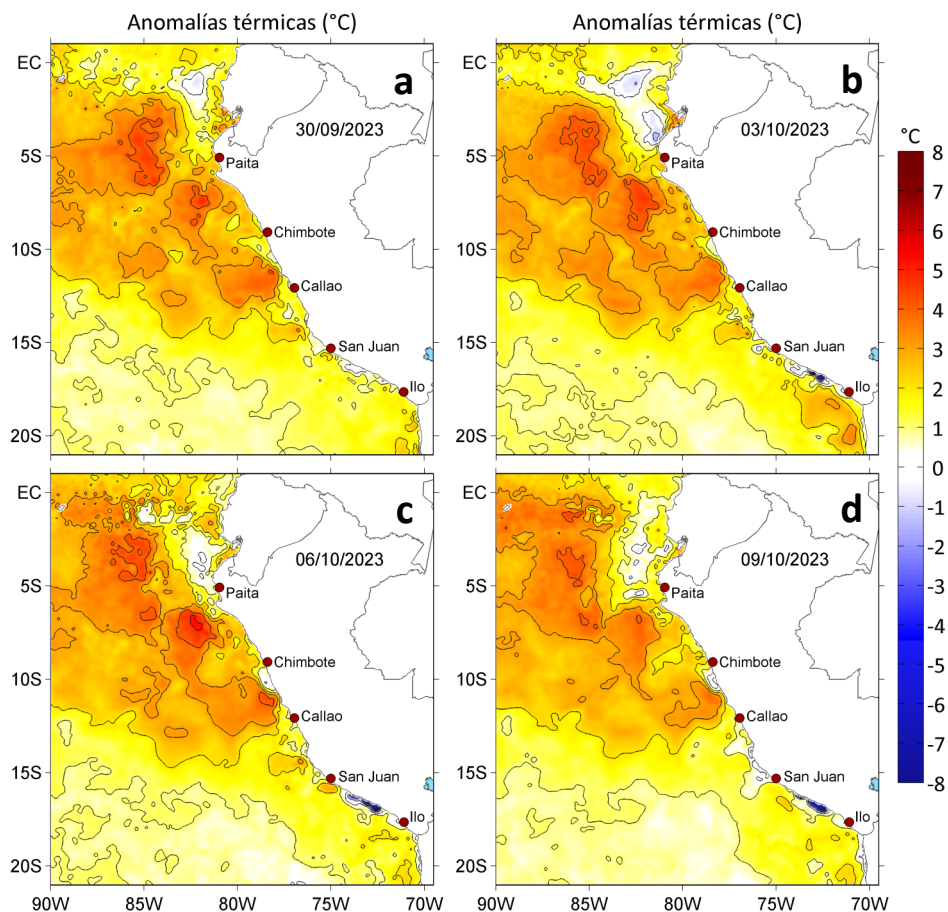 Anomalías térmicas (°C)
Anomalías térmicas (°C)
EC
a
30/09/2023
5S
Paita
10S
Chimbote
Callao
15S
San Juan
Ilo
20S
b
03/10/2023
Paita
Chimbote
Callao
San Juan
Ilo
EC
c
06/10/2023
5S
Paita
10S
Chimbote
Callao
15S
San Juan
Ilo
20S
90W
85W
80W
75W
70W
EC
d
09/10/2023
5S
Paita
10S
Chimbote
Callao
15S
San Juan
Ilo
20S
90W
85W
80W
75W
70W
EC
5S
10S
15S
20S
°C
8
7
6
5
4
3
2
1
0
-1
-2
-3
-4
-5
-6
-7
-8